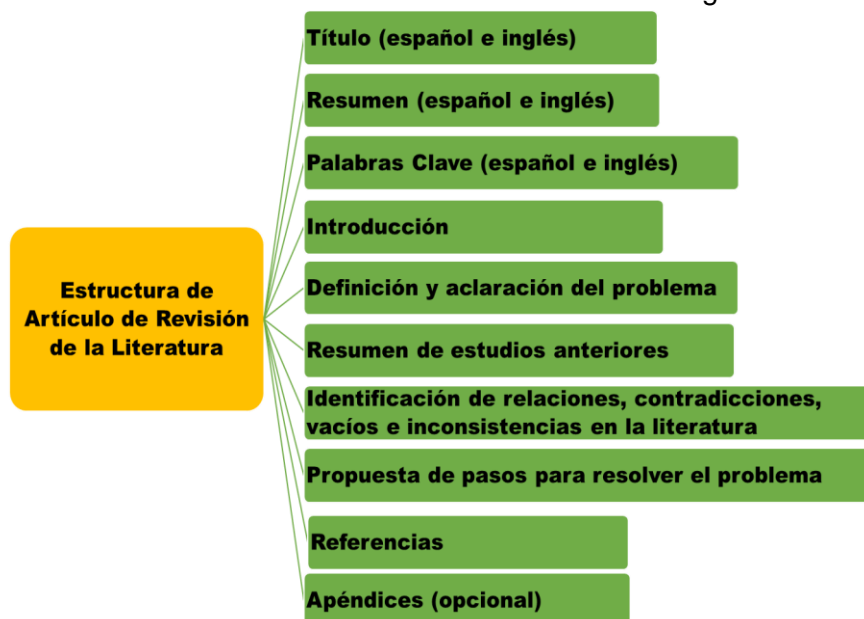 Título (español e inglés)
Resumen (español e inglés)
Palabras Clave (español e inglés)
Introducción
Estructura de
Artículo de Revisión
de la Literatura
Definición y aclaración del problema
Resumen de estudios anteriores
Identificación de relaciones, contradicciones,
vacíos e inconsistencias en la literatura
Propuesta de pasos para resolver el problema
Referencias
Apéndices (opcional)